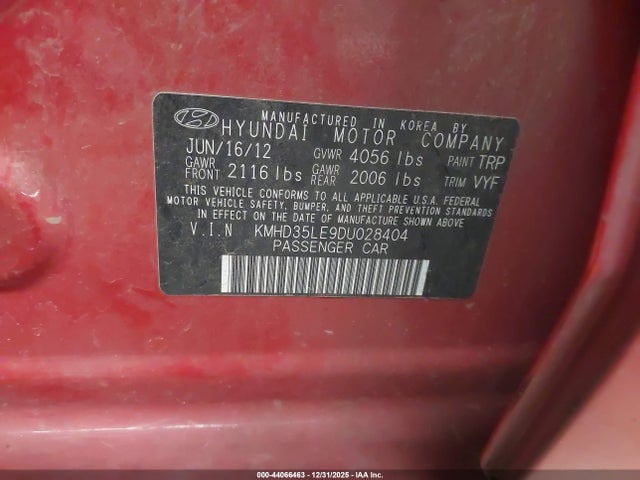 MANUFACTURED IN KOREA BY
HYUNDAI MOTOR COMPANY
JUN/16/12 GVWR 4056 lbs PAINT TRP
GAWR FRONT 2116 lbs GAWR REAR 2006 lbs TRIM VYF
THIS VEHICLE CONFORMS TO ALL APPLICABLE U.S.A. FEDERAL
MOTOR VEHICLE SAFETY, BUMPER, AND THEFT PREVENTION STANDARDS
IN EFFECT ON THE DATE OF MANUFACTURE SHOWN ABOVE
V.I.N KMHD35LE9DU028404
PASSENGER CAR
000-44066463 - 12/31/2025 - IAA Inc.